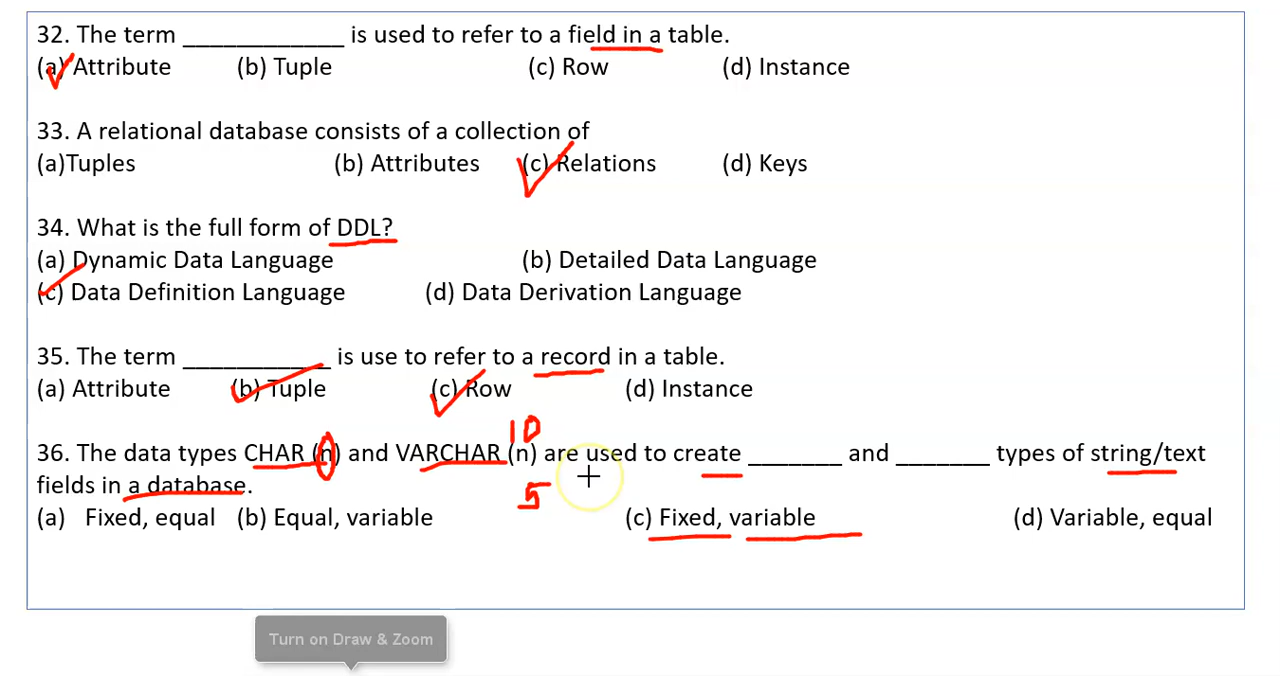 32. The term ____________ is used to refer to a field in a table.
(a) Attribute (b) Tuple (c) Row (d) Instance
33. A relational database consists of a collection of
(a)Tuples (b) Attributes (c) Relations (d) Keys
34. What is the full form of DDL?
(a) Dynamic Data Language (b) Detailed Data Language
(c) Data Definition Language (d) Data Derivation Language
35. The term ___________ is use to refer to a record in a table.
(a) Attribute (b) Tuple (c) Row (d) Instance
10
36. The data types CHAR (n) and VARCHAR (n) are used to create _______ and _______ types of string/text
fields in a database.
5
(a) Fixed, equal (b) Equal, variable (c) Fixed, variable (d) Variable, equal
Turn on Draw & Zoom